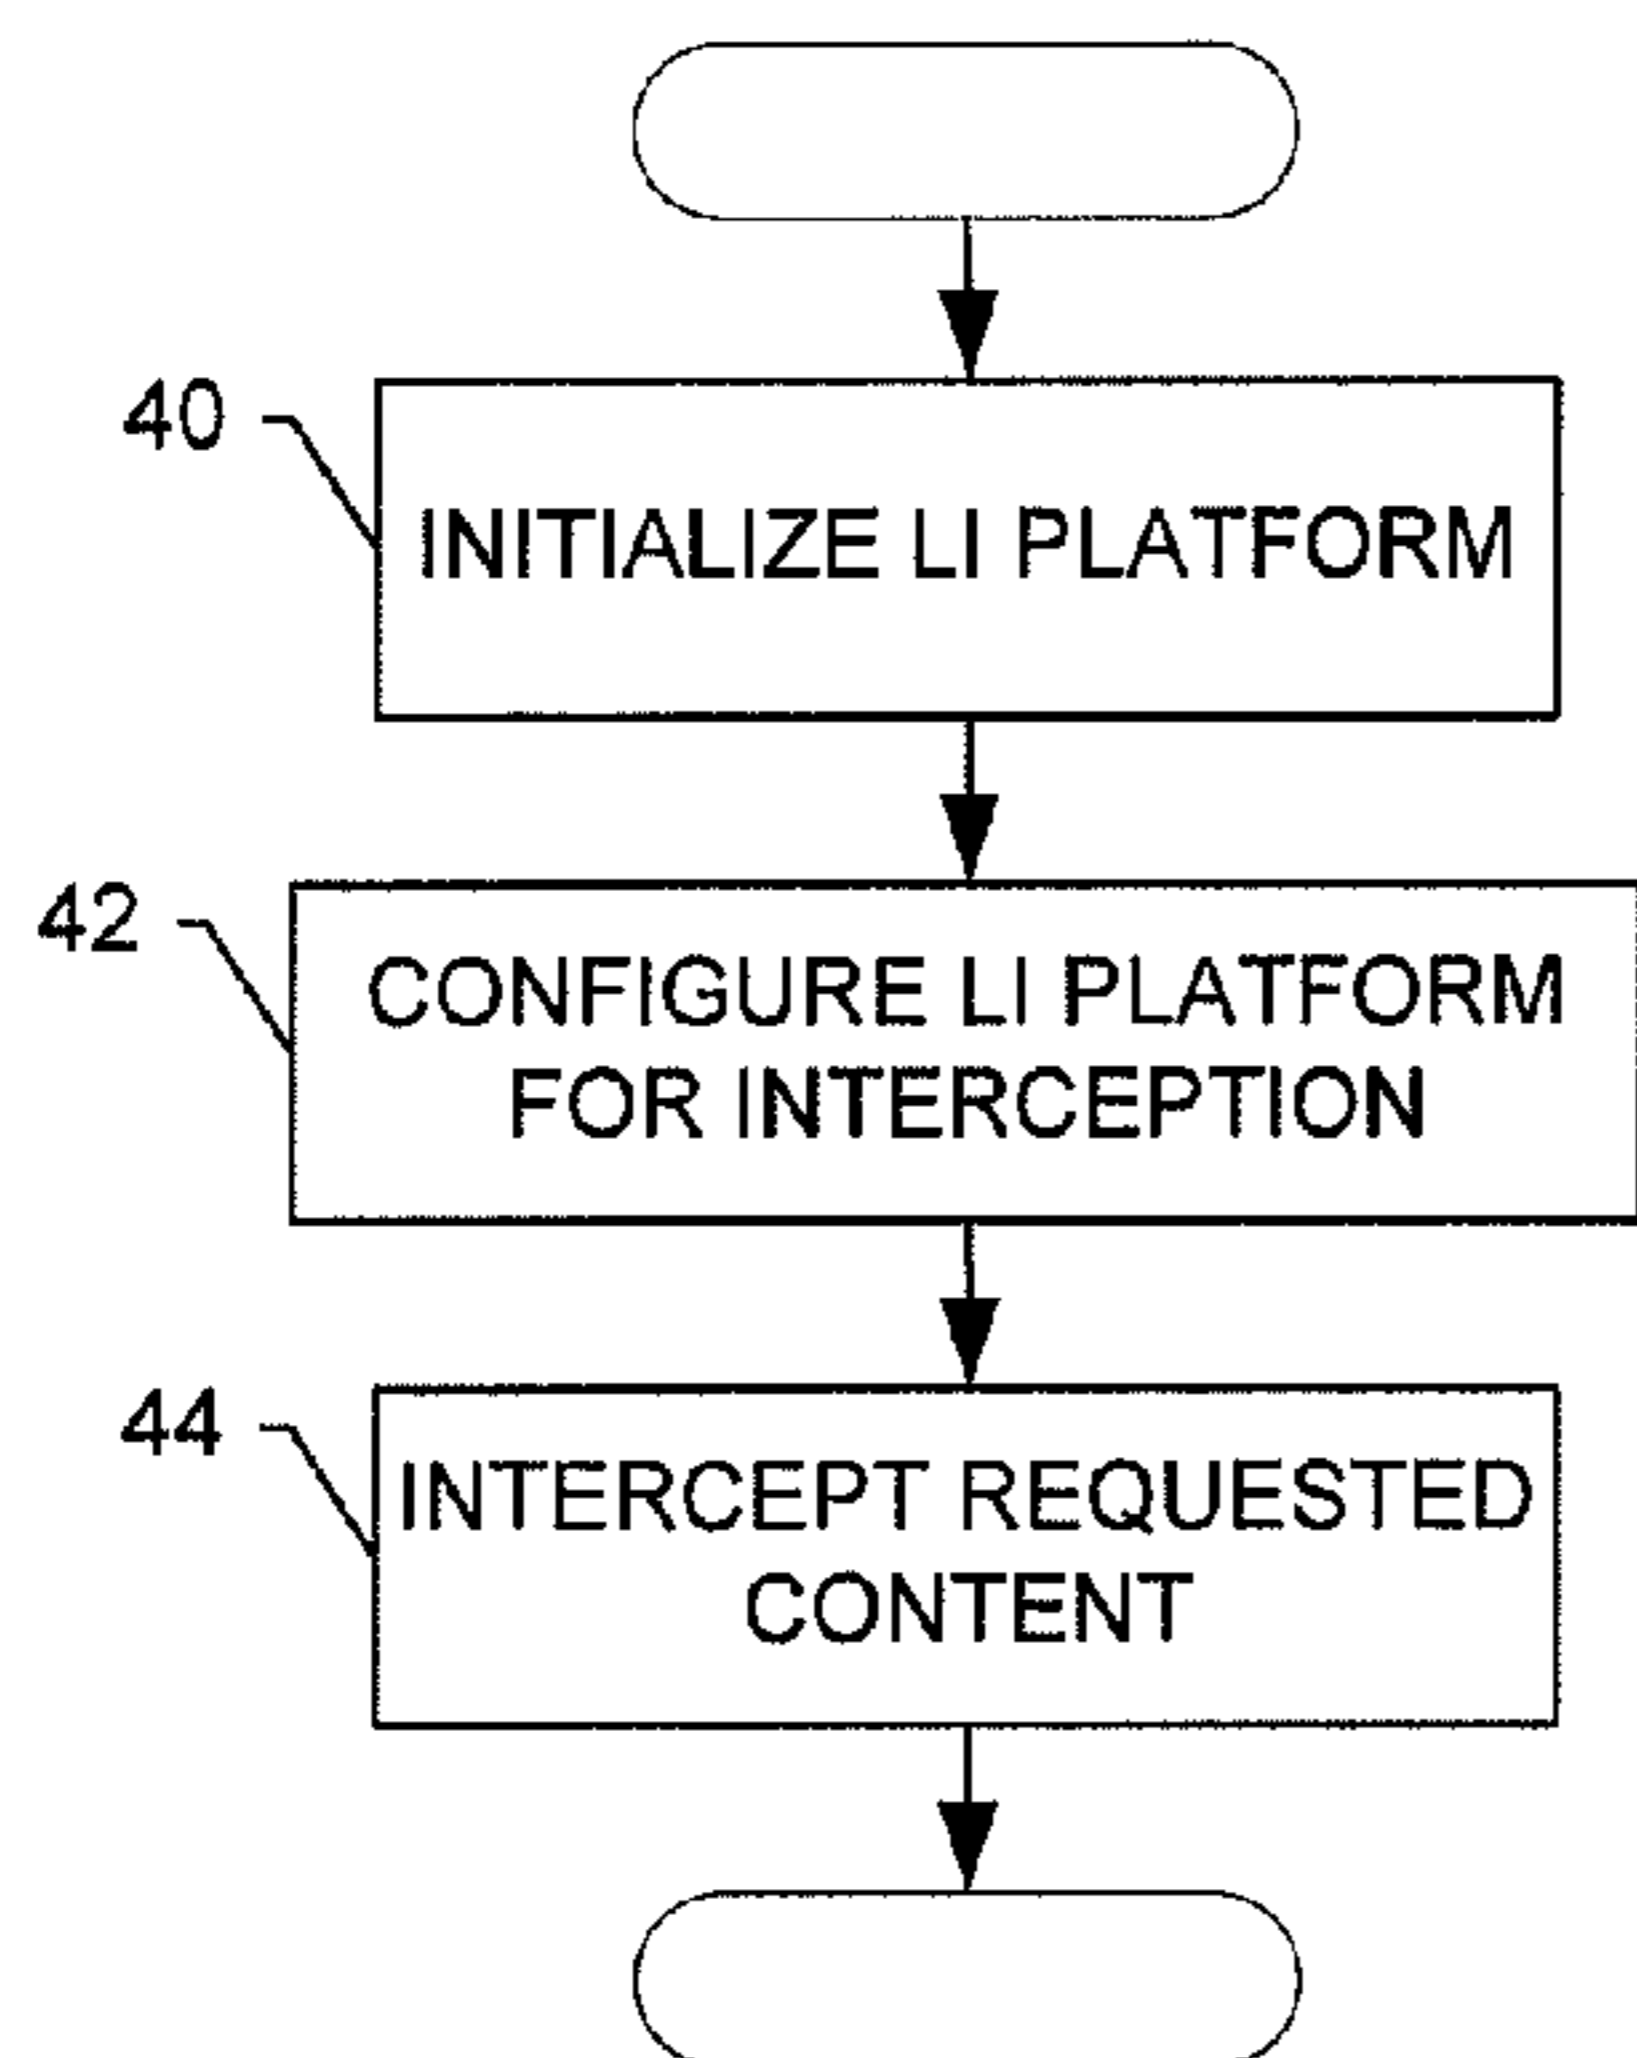 40
INITIALIZE LI PLATFORM
42
CONFIGURE LI PLATFORM
FOR INTERCEPTION
44
INTERCEPT REQUESTED
CONTENT